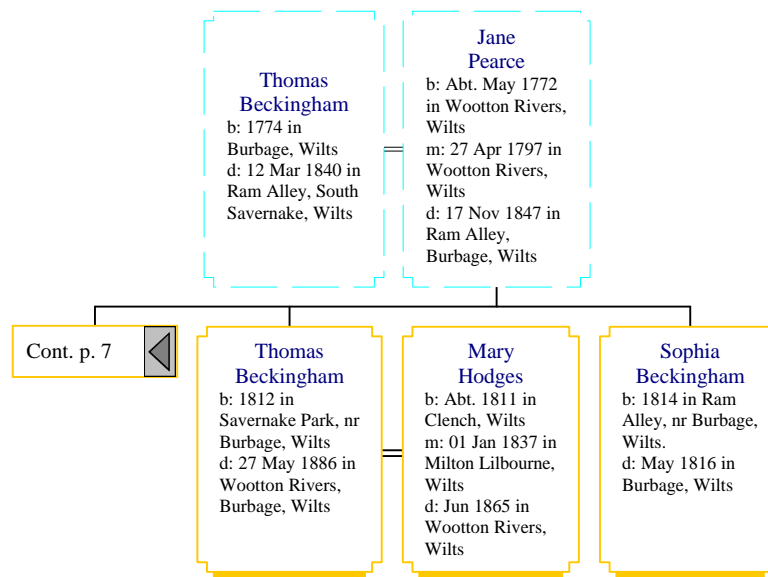 Thomas
Beckingham
b: 1774 in
Burbage, Wilts
d: 12 Mar 1840 in
Ram Alley, South
Savernake, Wilts
Jane
Pearce
b: Abt. May 1772
in Wootton Rivers,
Wilts
m: 27 Apr 1797 in
Wootton Rivers,
Wilts
d: 17 Nov 1847 in
Ram Alley,
Burbage, Wilts
Cont. p. 7
Thomas
Beckingham
b: 1812 in
Savernake Park, nr
Burbage, Wilts
d: 27 May 1886 in
Wootton Rivers,
Burbage, Wilts
Mary
Hodges
b: Abt. 1811 in
Clench, Wilts
m: 01 Jan 1837 in
Milton Lilbourne,
Wilts
d: Jun 1865 in
Wootton Rivers,
Wilts
Sophia
Beckingham
b: 1814 in Ram
Alley, nr Burbage,
Wilts.
d: May 1816 in
Burbage, Wilts